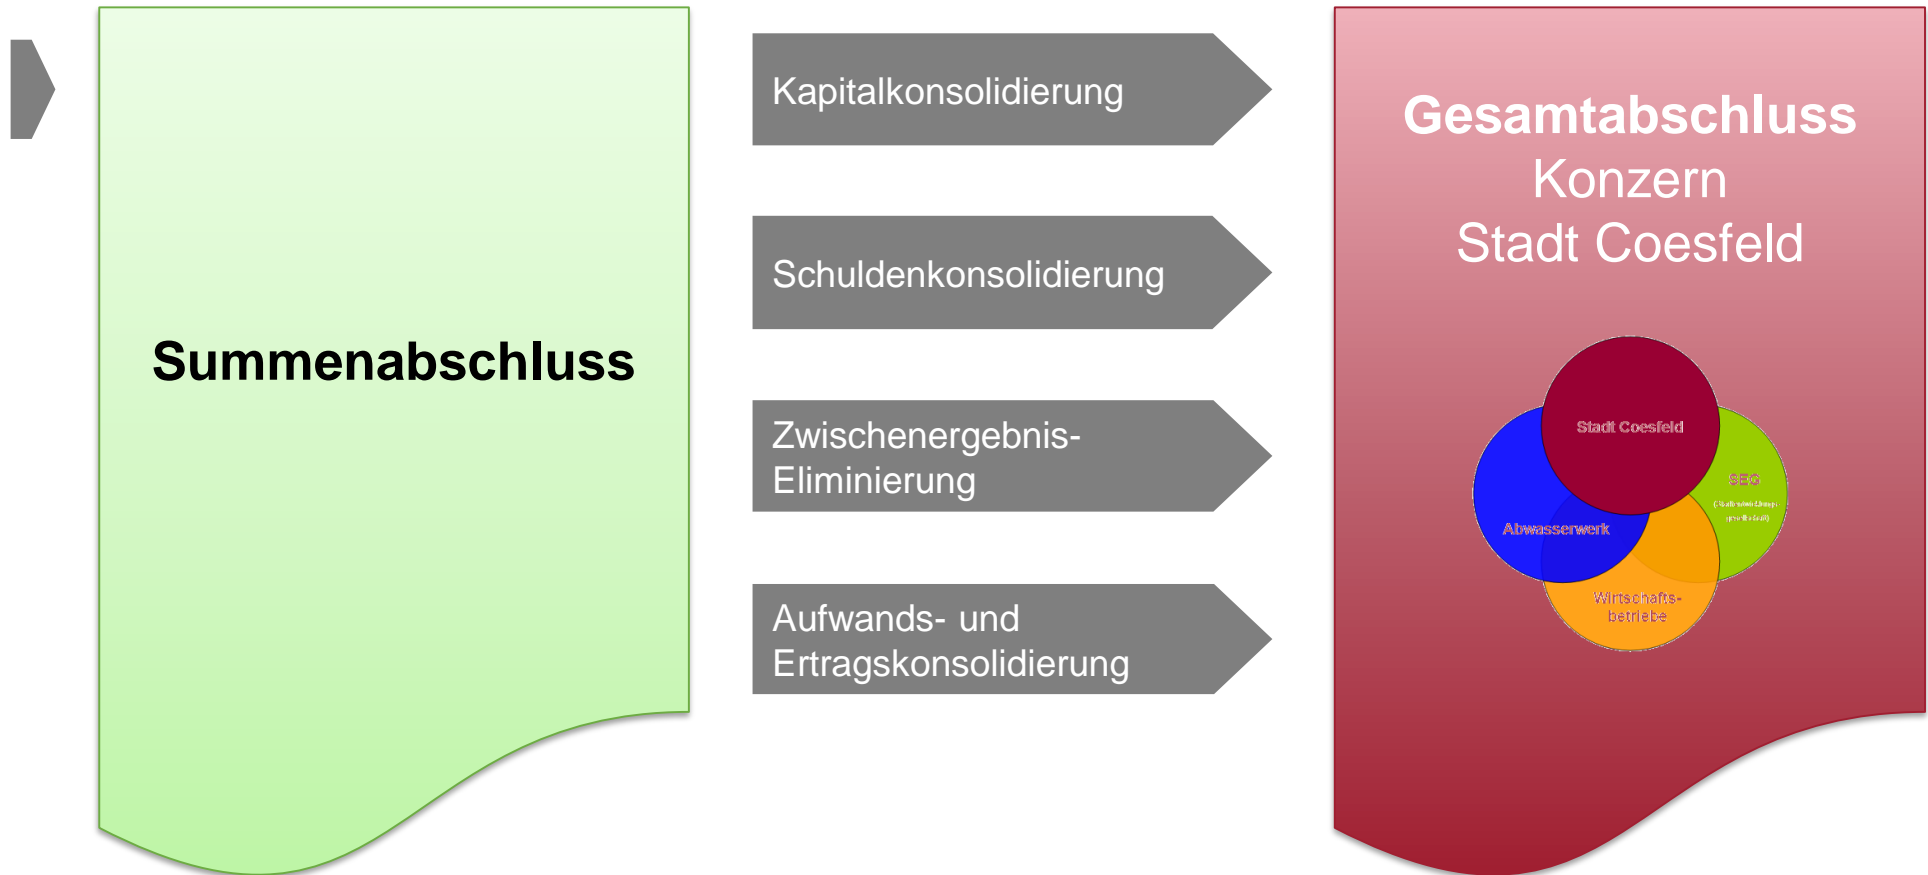 Summenabschluss
Kapitalkonsolidierung
Schuldenkonsolidierung
Zwischenergebnis-
Eliminierung
Aufwands- und
Ertragskonsolidierung
Gesamtabschluss
Konzern
Stadt Coesfeld
Stadt Coesfeld
SEG
Abwasserwerk
Wirtschafts-
betriebe